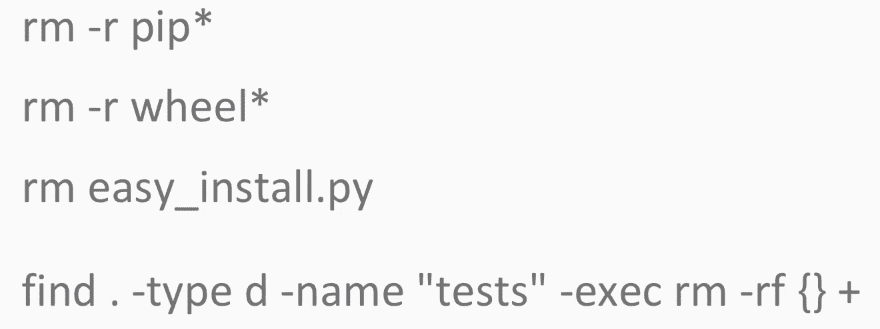 rm -r pip*
rm -r wheel*
rm easy_install.py
find . -type d -name "tests" -exec rm -rf {} +